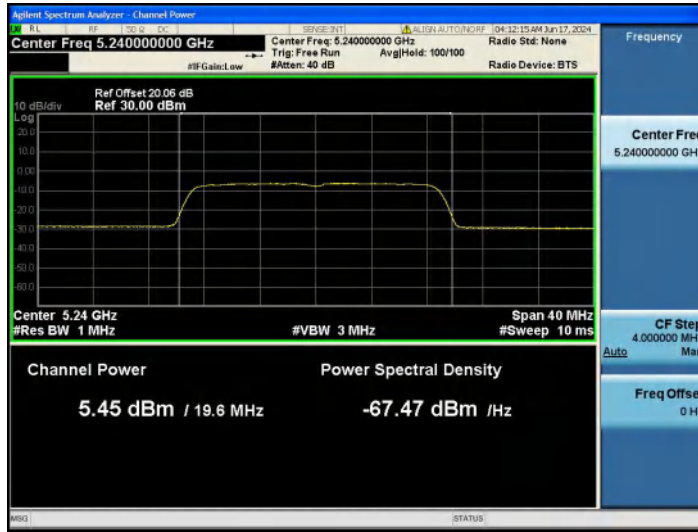 Agilent Spectrum Analyzer - Channel Power
RL RF 50 Ω DC SENSE:INT ALIGN AUTO/NO RF 04:12:15 AM Jun 17, 2024
Center Freq 5.240000000 GHz
Center Freq: 5.240000000 GHz Radio Std: None
Trig: Free Run Avg|Hold: 100/100
#IFGain:Low #Atten: 40 dB Radio Device: BTS
Ref Offset 20.06 dB
10 dB/div Ref 30.00 dBm
Log
20.0
10.0
0.00
-10.0
-20.0
-30.0
-40.0
-50.0
-60.0
Center 5.24 GHz Span 40 MHz
#Res BW 1 MHz #VBW 3 MHz #Sweep 10 ms
Channel Power Power Spectral Density
5.45 dBm / 19.6 MHz -67.47 dBm /Hz
MSG STATUS
Frequency
Center Fre
5.240000000 GH
CF Step
4.000000 MH
Auto Ma
Freq Offse
0 H